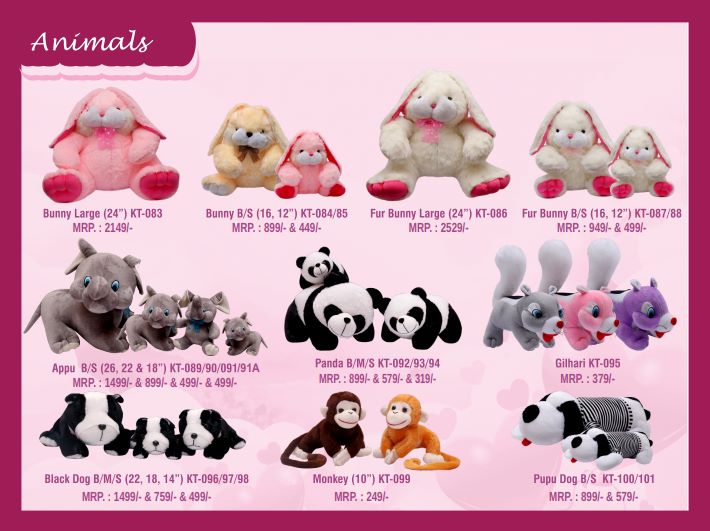 Animals
Bunny Large (24”) KT-083
MRP. : 2149/-
Bunny B/S (16, 12”) KT-084/85
MRP. : 899/- & 449/-
Fur Bunny Large (24”) KT-086
MRP. : 2529/-
Fur Bunny B/S (16, 12”) KT-087/88
MRP. : 949/- & 499/-
Appu B/S (26, 22 & 18”) KT-089/90/091/91A
MRP. : 1499/- & 899/- & 499/- & 499/-
Panda B/M/S KT-092/93/94
MRP. : 899/- & 579/- & 319/-
Gilhari KT-095
MRP. : 379/-
Black Dog B/M/S (22, 18, 14”) KT-096/97/98
MRP. : 1499/- & 759/- & 499/-
Monkey (10”) KT-099
MRP. : 249/-
Pupu Dog B/S KT-100/101
MRP. : 899/- & 579/-